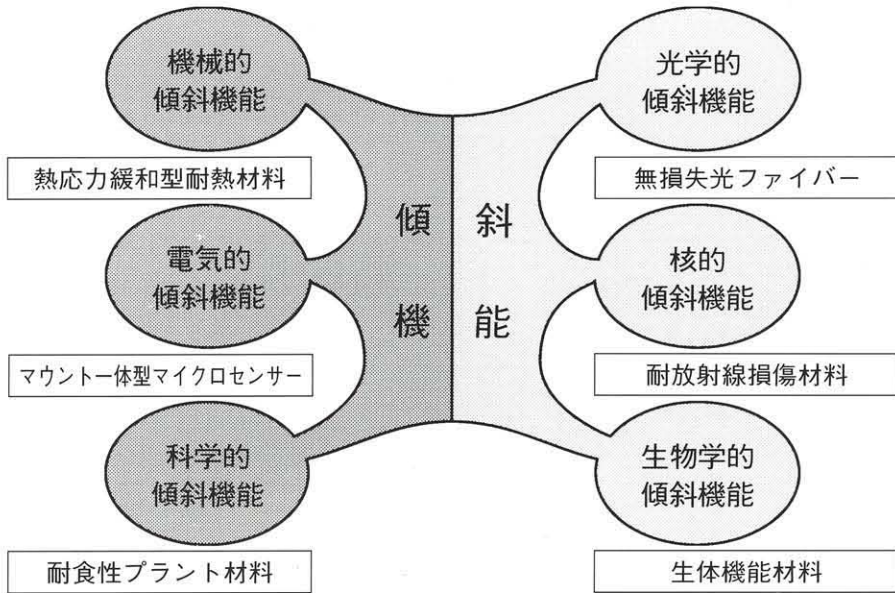 機械的
傾斜機能
熱応力緩和型耐熱材料
電気的
傾斜機能
マウント一体型マイクロセンサー
科学的
傾斜機能
耐食性プラント材料
傾斜
機能
光学的
傾斜機能
無損失光ファイバー
核的
傾斜機能
耐放射線損傷材料
生物学的
傾斜機能
生体機能材料